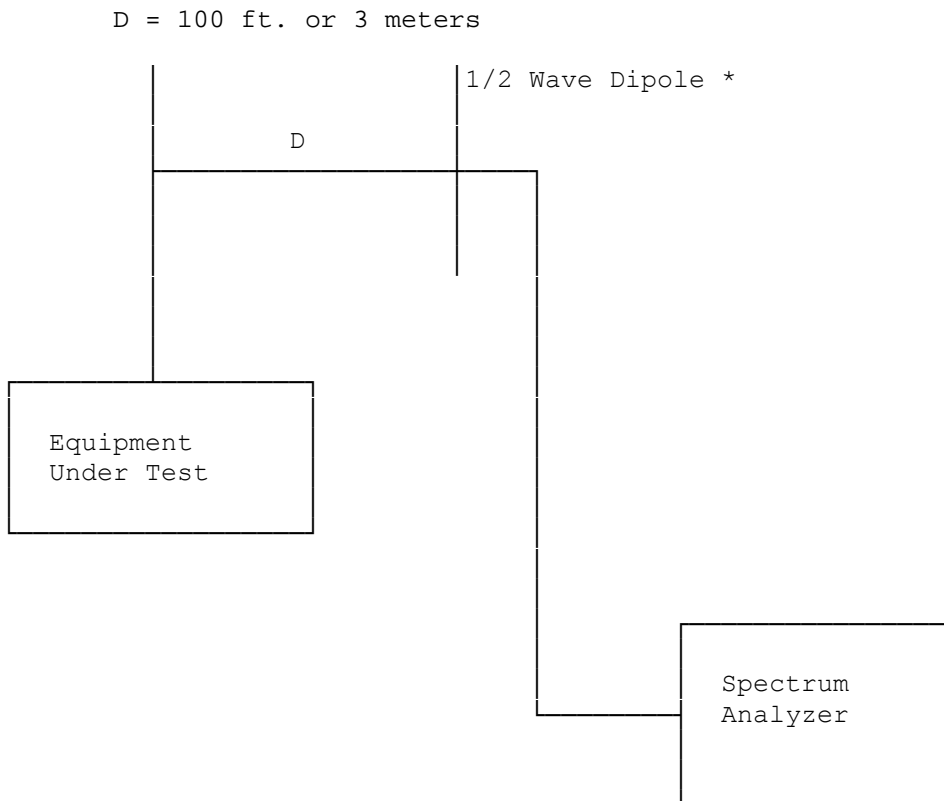 D = 100 ft. or 3 meters
1/2 Wave Dipole *
D
Equipment
Under Test
Spectrum
Analyzer